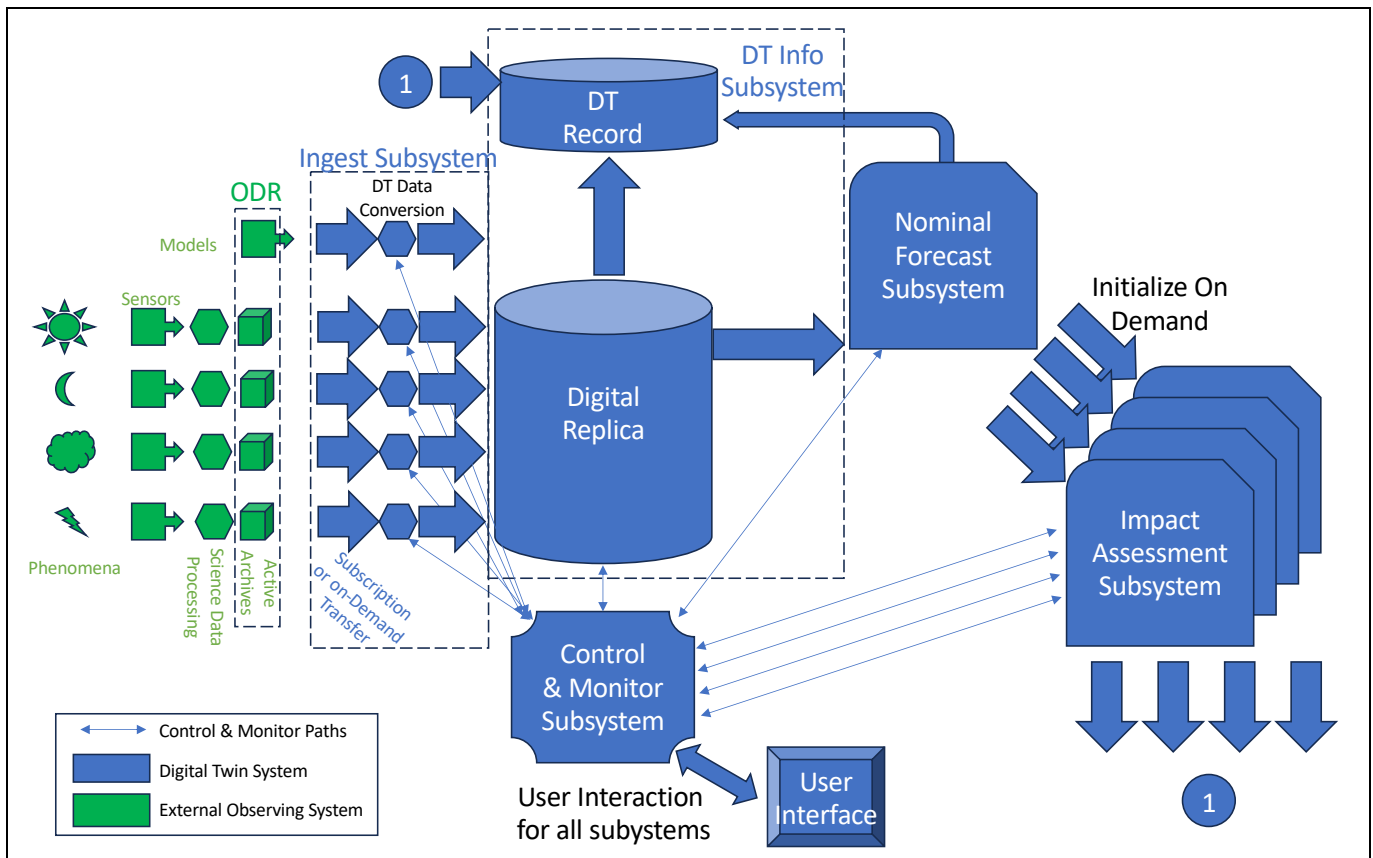 1
DT
Record
DT Info
Subsystem
Ingest Subsystem
DT Data
Conversion
ODR
Models
Sensors
Nominal
Forecast
Subsystem
Initialize On
Demand
Digital
Replica
Phenomena
Science Data
Processing
Active
Archives
Subscription
or on-Demand
Transfer
Impact
Assessment
Subsystem
Control
& Monitor
Subsystem
Control & Monitor Paths
Digital Twin System
External Observing System
User Interaction
for all subystems
User
Interface
1